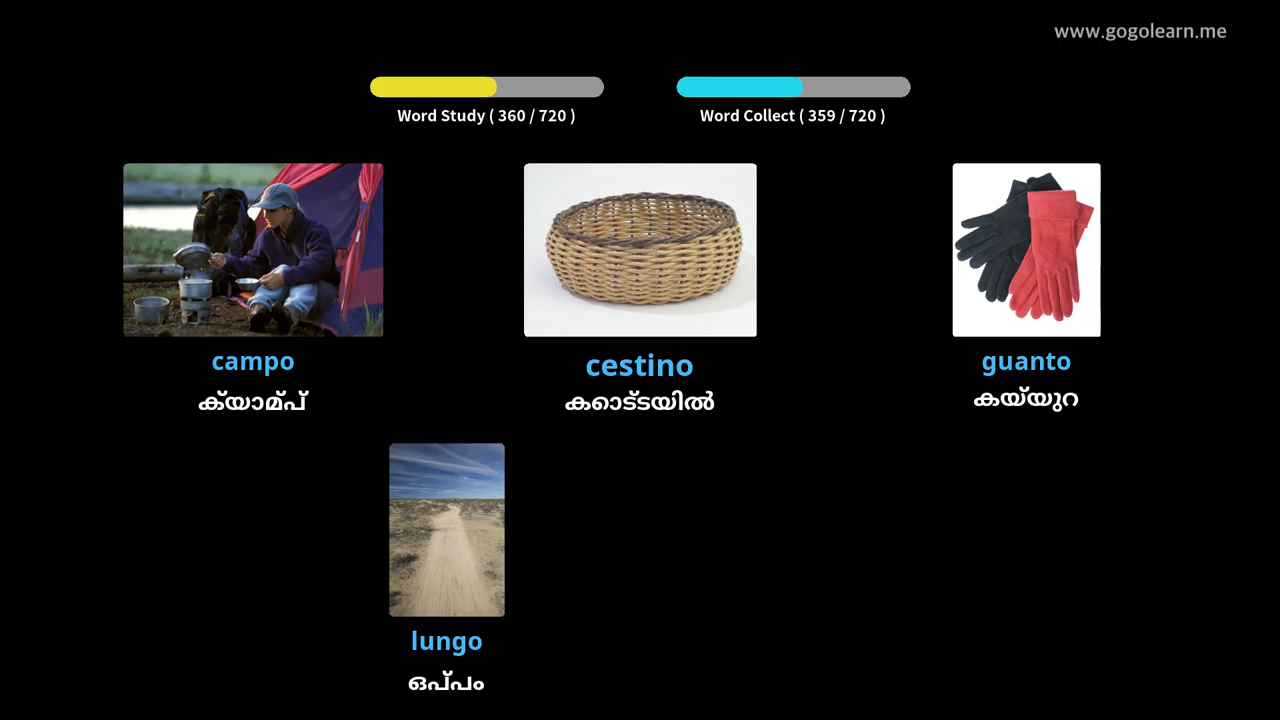 www.gogolearn.me
Word Study ( 360 / 720 )
Word Collect ( 359 / 720 )
campo
cestino
guanto
ക്യാമ്പ്
കൊട്ടയിൽ
കയ്യുറ
lungo
ഒപ്പം